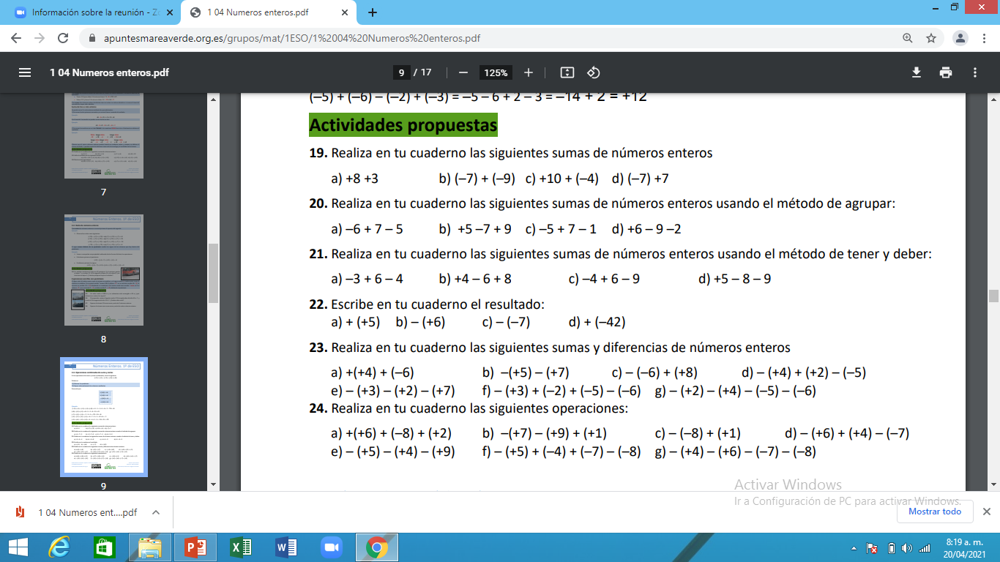 Información sobre la reunión - Zo
1 04 Numeros enteros.pdf
apuntesmareaverde.org.es/grupos/mat/1ESO/1%2004%20Numeros%20enteros.pdf
1 04 Numeros enteros.pdf
9 / 17
125%
(–5) + (–6) – (–2) + (–3) = –5 – 6 + 2 – 3 = –14 + 2 = +12
Actividades propuestas
19. Realiza en tu cuaderno las siguientes sumas de números enteros
a) +8 +3 b) (–7) + (–9) c) +10 + (–4) d) (–7) +7
20. Realiza en tu cuaderno las siguientes sumas de números enteros usando el método de agrupar:
a) –6 + 7 – 5 b) +5 –7 + 9 c) –5 + 7 – 1 d) +6 – 9 –2
21. Realiza en tu cuaderno las siguientes sumas de números enteros usando el método de tener y deber:
a) –3 + 6 – 4 b) +4 – 6 + 8 c) –4 + 6 – 9 d) +5 – 8 – 9
22. Escribe en tu cuaderno el resultado:
a) + (+5) b) – (+6) c) – (–7) d) + (–42)
23. Realiza en tu cuaderno las siguientes sumas y diferencias de números enteros
a) +(+4) + (–6) b) –(+5) – (+7) c) – (–6) + (+8) d) – (+4) + (+2) – (–5)
e) – (+3) – (+2) – (+7) f) – (+3) + (–2) + (–5) – (–6) g) – (+2) – (+4) – (–5) – (–6)
24. Realiza en tu cuaderno las siguientes operaciones:
a) +(+6) + (–8) + (+2) b) –(+7) – (+9) + (+1) c) – (–8) + (+1) d) – (+6) + (+4) – (–7)
e) – (+5) – (+4) – (+9) f) – (+5) + (–4) + (–7) – (–8) g) – (+4) – (+6) – (–7) – (–8)
7
8
Números Enteros. 1º de ESO
9
Activar Windows
Ir a Configuración de PC para activar Windows.
1 04 Numeros ent....pdf
Mostrar todo
8:19 a. m.
20/04/2021